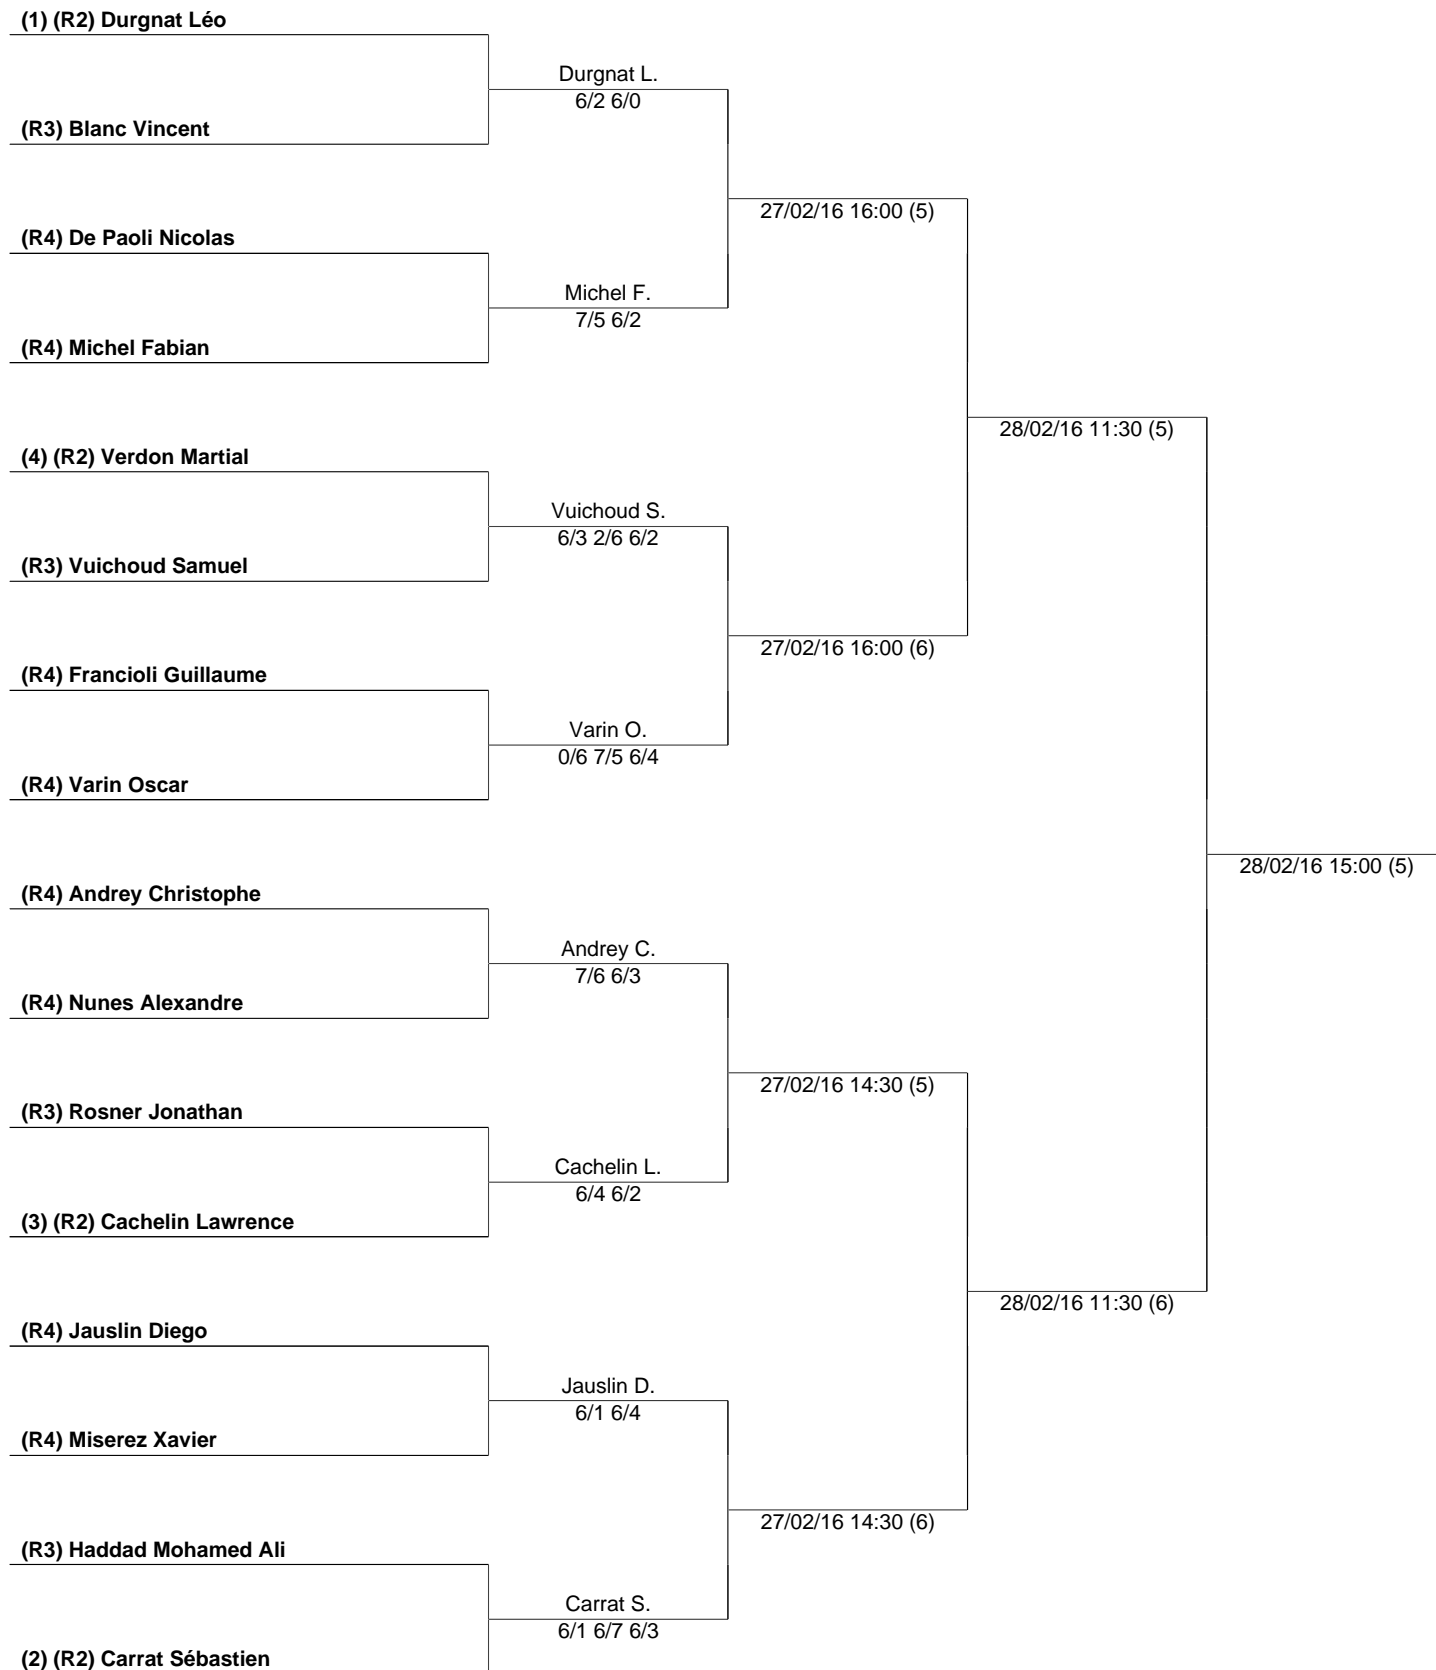 (1) (R2) Durgnat Léo
Durgnat L.
6/2 6/0
(R3) Blanc Vincent
27/02/16 16:00 (5)
(R4) De Paoli Nicolas
Michel F.
7/5 6/2
(R4) Michel Fabian
28/02/16 11:30 (5)
(4) (R2) Verdon Martial
Vuichoud S.
6/3 2/6 6/2
(R3) Vuichoud Samuel
27/02/16 16:00 (6)
(R4) Francioli Guillaume
Varin O.
0/6 7/5 6/4
(R4) Varin Oscar
28/02/16 15:00 (5)
(R4) Andrey Christophe
Andrey C.
7/6 6/3
(R4) Nunes Alexandre
27/02/16 14:30 (5)
(R3) Rosner Jonathan
Cachelin L.
6/4 6/2
(3) (R2) Cachelin Lawrence
28/02/16 11:30 (6)
(R4) Jauslin Diego
Jauslin D.
6/1 6/4
(R4) Miserez Xavier
27/02/16 14:30 (6)
(R3) Haddad Mohamed Ali
Carrat S.
6/1 6/7 6/3
(2) (R2) Carrat Sébastien